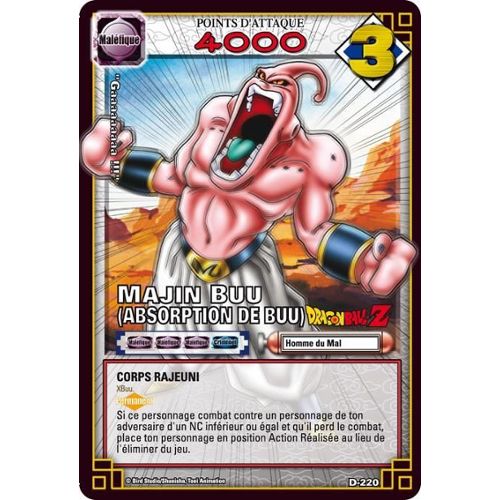 POINTS D'ATTAQUE
Maléfique
4000
3
"Gaaaaaaaa !!!"
MAJIN BUU
(ABSORPTION DE BUU)
DRAGONBALL Z
Maléfique Maléfique Maléfique Criminel
Homme du Mal
CORPS RAJEUNI
XBuu
Permanent
Si ce personnage combat contre un personnage de ton
adversaire d'un NC inférieur ou égal et qu'il perd le combat,
place ton personnage en position Action Réalisée au lieu de
l'éliminer du jeu.
© Bird Studio/Shueisha, Toei Animation
D-220